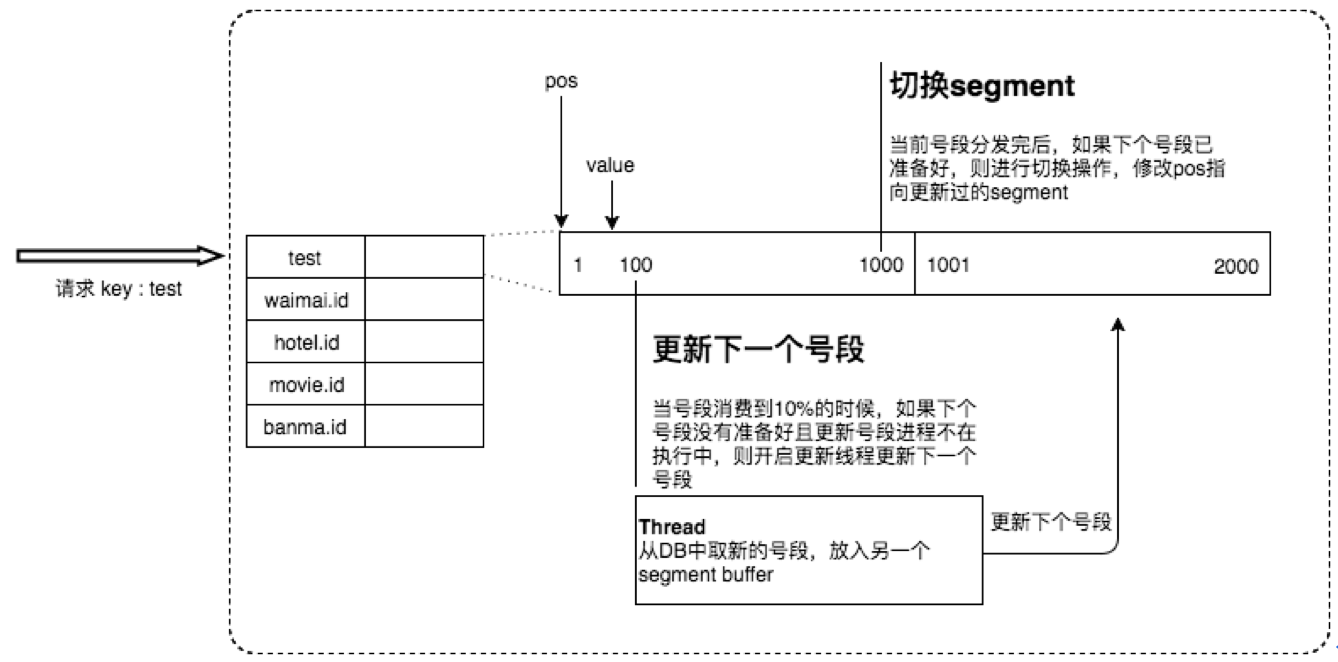 pos
切换segment
当前号段分发完后，如果下个号段已
准备好，则进行切换操作，修改pos指
向更新过的segment
value
请求 key : test
test
waimai.id
hotel.id
movie.id
banma.id
1 100 1000 1001 2000
更新下一个号段
当号段消费到10%的时候，如果下个
号段没有准备好且更新号段进程不在
执行中，则开启更新线程更新下一个
号段
Thread
从DB中取新的号段，放入另一个
segment buffer
更新下个号段